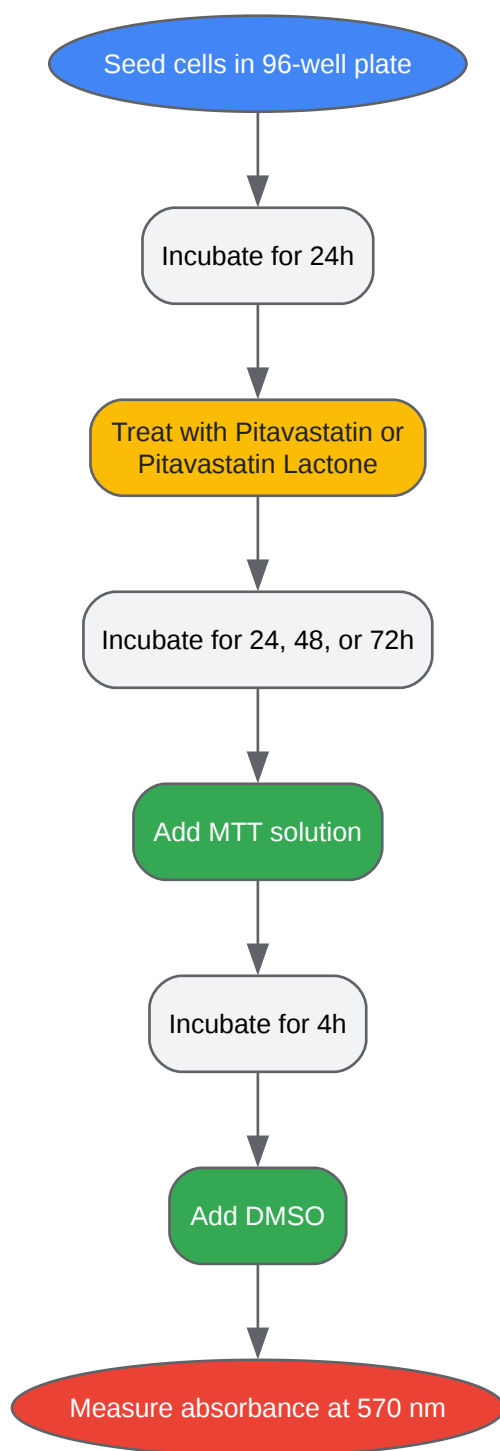 Seed cells in 96-well plate
Incubate for 24h
Treat with Pitavastatin or
Pitavastatin Lactone
Incubate for 24, 48, or 72h
Add MTT solution
Incubate for 4h
Add DMSO
Measure absorbance at 570 nm